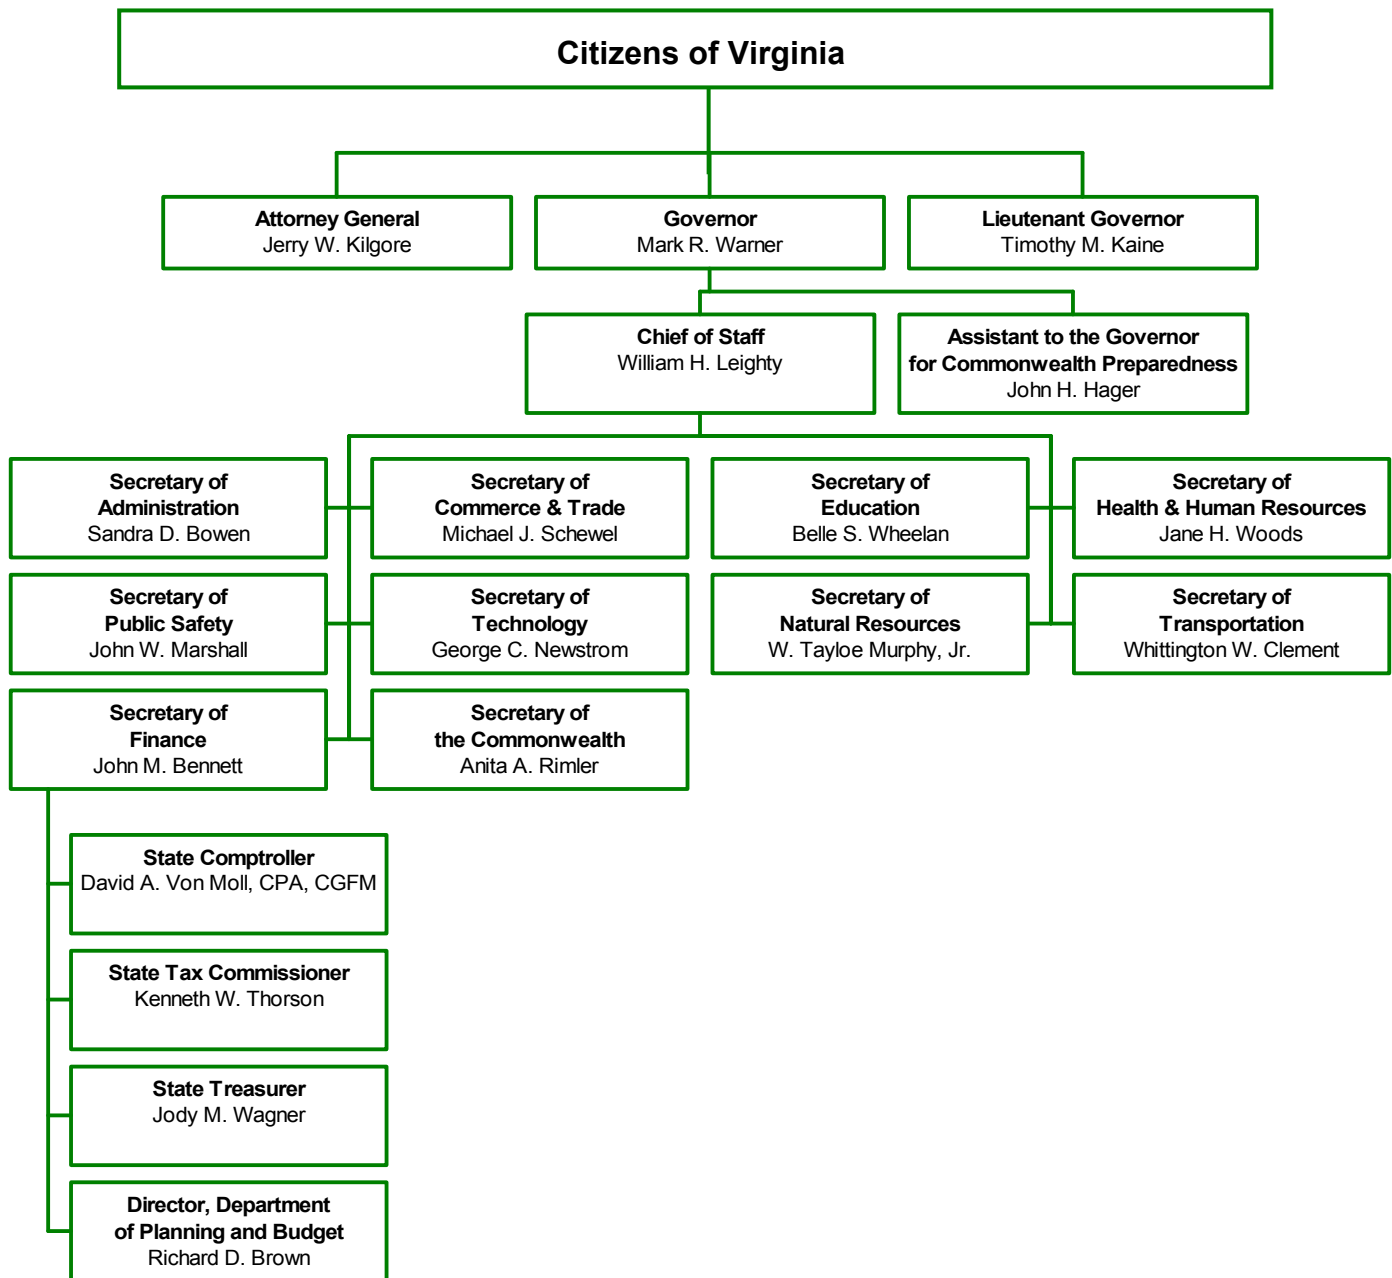 Citizens of Virginia
Attorney General
Jerry W. Kilgore
Governor
Mark R. Warner
Lieutenant Governor
Timothy M. Kaine
Chief of Staff
William H. Leighty
Assistant to the Governor
for Commonwealth Preparedness
John H. Hager
Secretary of
Administration
Sandra D. Bowen
Secretary of
Commerce & Trade
Michael J. Schewel
Secretary of
Education
Belle S. Wheelan
Secretary of
Health & Human Resources
Jane H. Woods
Secretary of
Public Safety
John W. Marshall
Secretary of
Technology
George C. Newstrom
Secretary of
Natural Resources
W. Tayloe Murphy, Jr.
Secretary of
Transportation
Whittington W. Clement
Secretary of
Finance
John M. Bennett
Secretary of
the Commonwealth
Anita A. Rimler
State Comptroller
David A. Von Moll, CPA, CGFM
State Tax Commissioner
Kenneth W. Thorson
State Treasurer
Jody M. Wagner
Director, Department
of Planning and Budget
Richard D. Brown